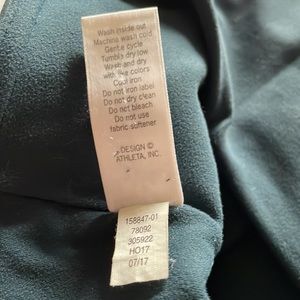 Wash inside out
Machine wash cold
Gentle cycle
Tumble dry low
Wash and dry
with like colors
Cool iron
Do not iron label
Do not dry clean
Do not bleach
Do not use
fabric softener
DESIGN ©
ATHLETA, INC.
158847-01
78092
305922
HO17
07/17